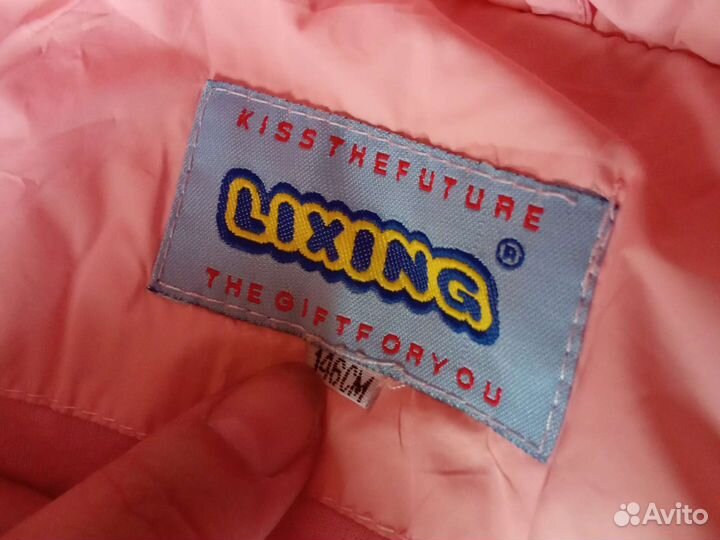 KISSTHEFUTURE
LIXING®
THEGIFTFORYOU
146CM
Avito